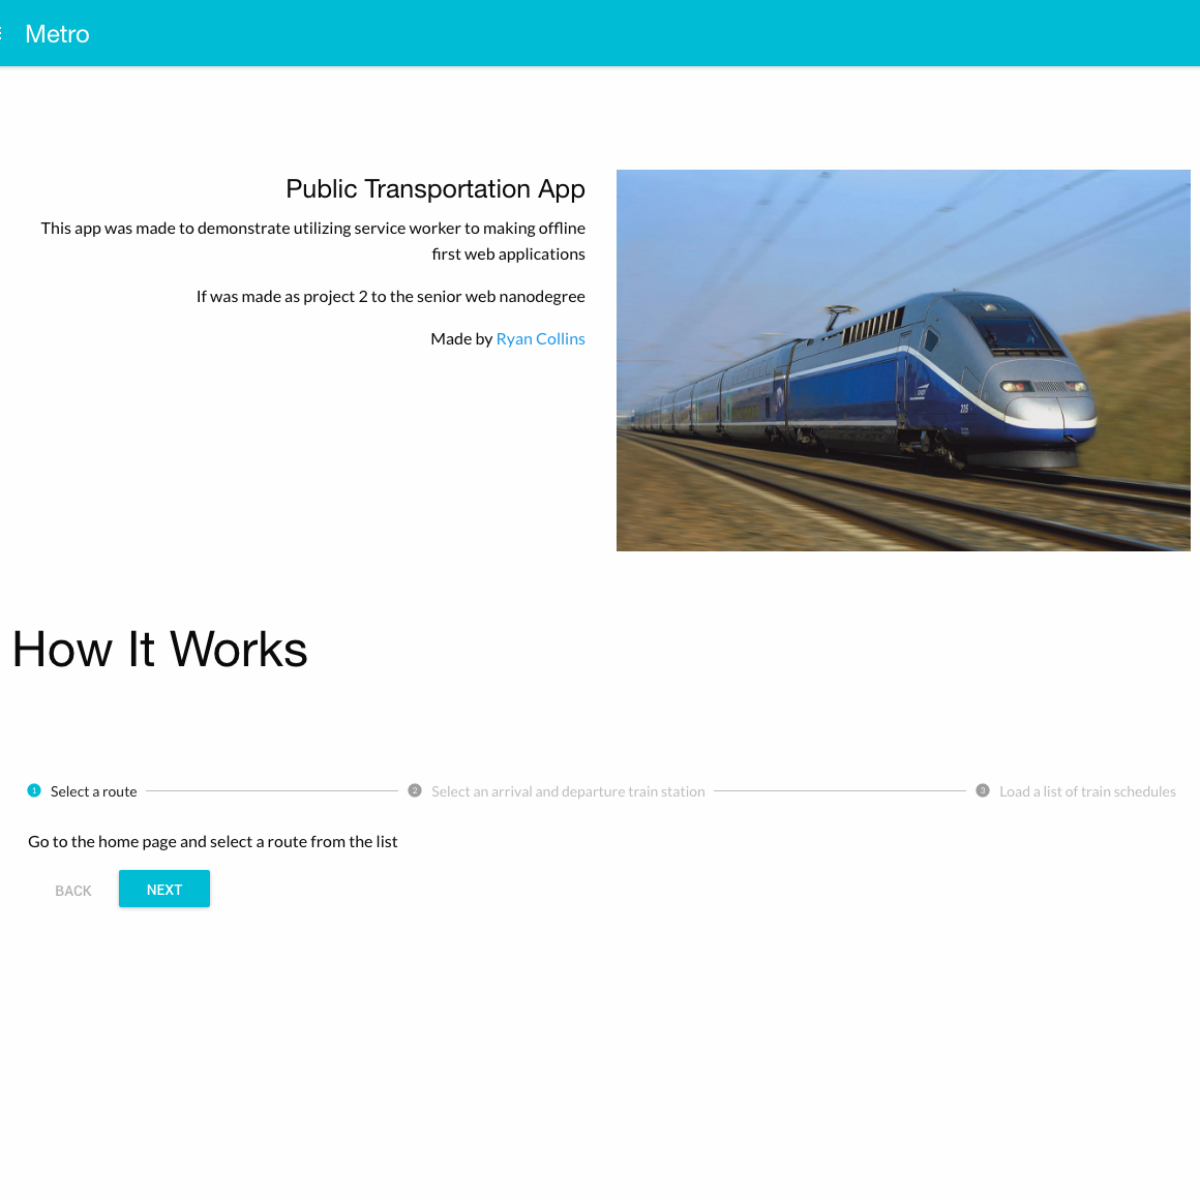 Metro
Public Transportation App
This app was made to demonstrate utilizing service worker to making offline
first web applications
If was made as project 2 to the senior web nanodegree
Made by Ryan Collins
How It Works
1 Select a route
2 Select an arrival and departure train station
3 Load a list of train schedules
Go to the home page and select a route from the list
BACK
NEXT